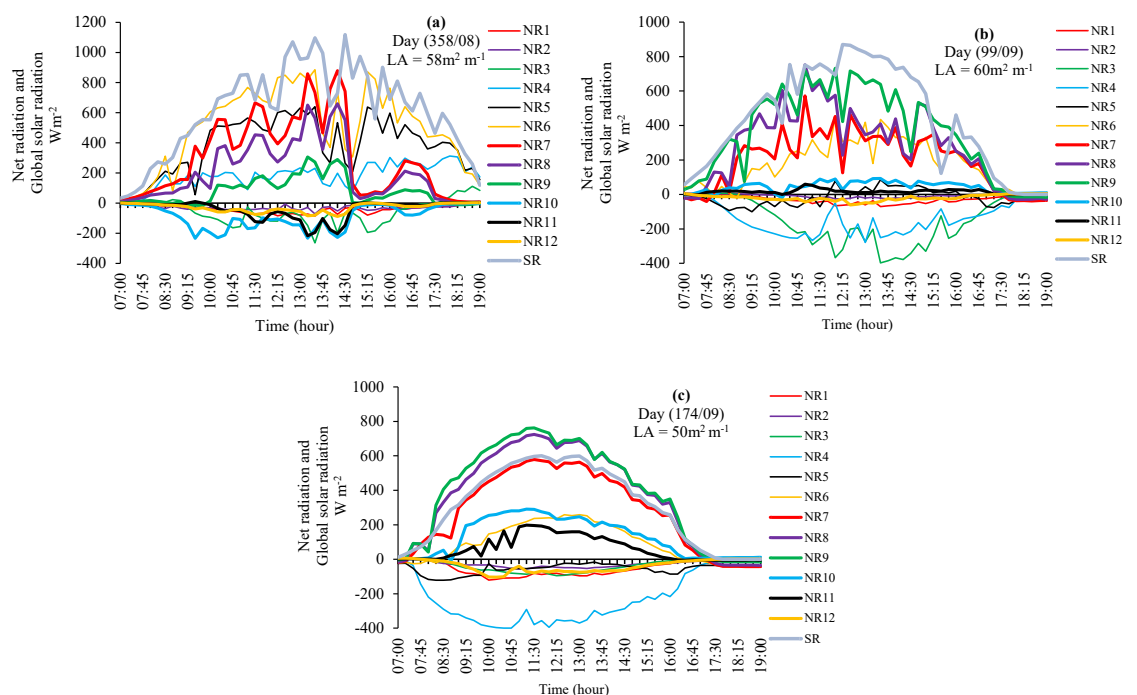 (a)
Day (358/08)
LA = 58m² m⁻¹
Net radiation and
Global solar radiation
W m⁻²
1200
1000
800
600
400
200
0
-200
-400
07:00
07:45
08:30
09:15
10:00
10:45
11:30
12:15
13:00
13:45
14:30
15:15
16:00
16:45
17:30
18:15
19:00
Time (hour)
NR1
NR2
NR3
NR4
NR5
NR6
NR7
NR8
NR9
NR10
NR11
NR12
SR
(b)
Day (99/09)
LA = 60m² m⁻¹
Net radiation and
Global solar radiation
W m⁻²
1000
800
600
400
200
0
-200
-400
07:00
07:45
08:30
09:15
10:00
10:45
11:30
12:15
13:00
13:45
14:30
15:15
16:00
16:45
17:30
18:15
19:00
Time (hour)
NR1
NR2
NR3
NR4
NR5
NR6
NR7
NR8
NR9
NR10
NR11
NR12
SR
(c)
Day (174/09)
LA = 50m² m⁻¹
Net radiation and
Global solar radiation
W m⁻²
1000
800
600
400
200
0
-200
-400
07:00
07:45
08:30
09:15
10:00
10:45
11:30
12:15
13:00
13:45
14:30
15:15
16:00
16:45
17:30
18:15
19:00
Time (hour)
NR1
NR2
NR3
NR4
NR5
NR6
NR7
NR8
NR9
NR10
NR11
NR12
SR